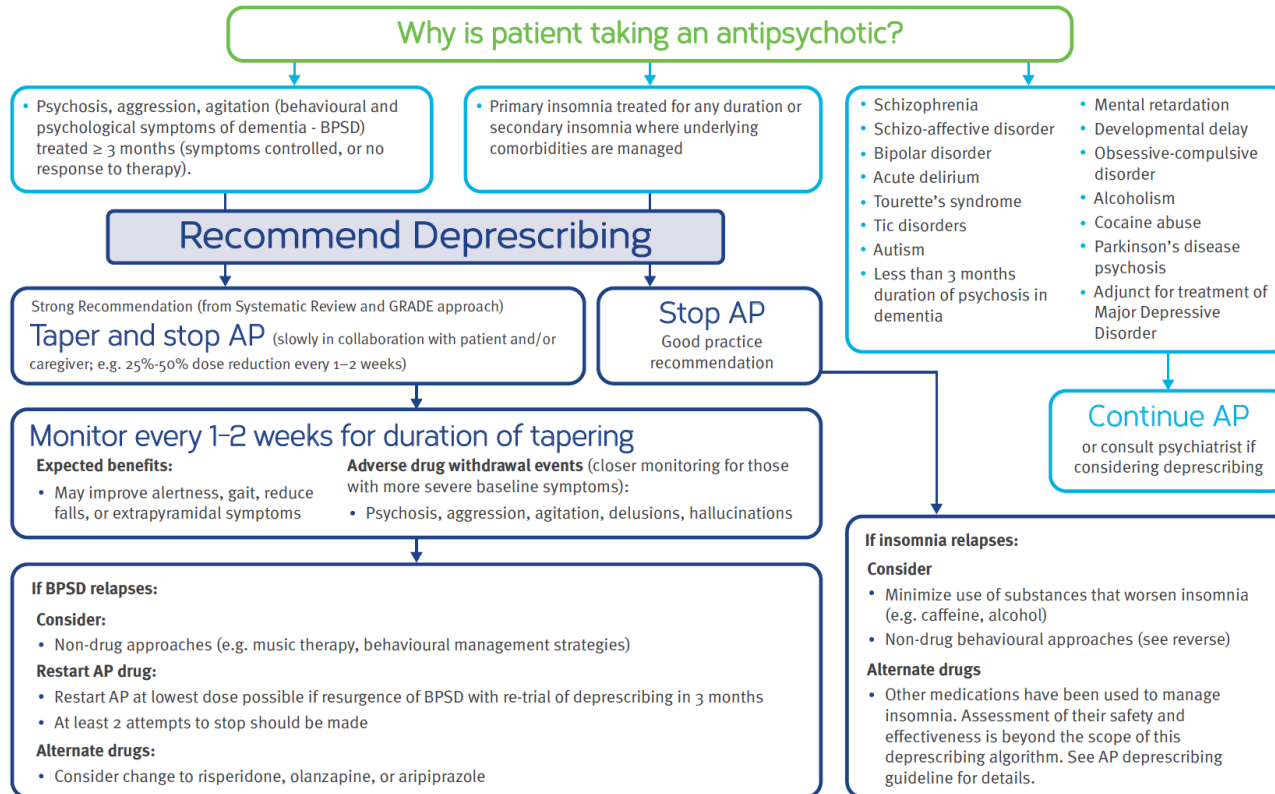 Why is patient taking an antipsychotic?
• Psychosis, aggression, agitation (behavioural and
psychological symptoms of dementia - BPSD)
treated ≥ 3 months (symptoms controlled, or no
response to therapy).
• Primary insomnia treated for any duration or
secondary insomnia where underlying
comorbidities are managed
• Schizophrenia
• Schizo-affective disorder
• Bipolar disorder
• Acute delirium
• Tourette's syndrome
• Tic disorders
• Autism
• Less than 3 months
duration of psychosis in
dementia
• Mental retardation
• Developmental delay
• Obsessive-compulsive
disorder
• Alcoholism
• Cocaine abuse
• Parkinson's disease
psychosis
• Adjunct for treatment of
Major Depressive
Disorder
Recommend Deprescribing
Strong Recommendation (from Systematic Review and GRADE approach)
Taper and stop AP (slowly in collaboration with patient and/or
caregiver; e.g. 25%-50% dose reduction every 1–2 weeks)
Stop AP
Good practice
recommendation
Continue AP
or consult psychiatrist if
considering deprescribing
Monitor every 1–2 weeks for duration of tapering
Expected benefits:
• May improve alertness, gait, reduce
falls, or extrapyramidal symptoms
Adverse drug withdrawal events (closer monitoring for those
with more severe baseline symptoms):
• Psychosis, aggression, agitation, delusions, hallucinations
If BPSD relapses:
Consider:
• Non-drug approaches (e.g. music therapy, behavioural management strategies)
Restart AP drug:
• Restart AP at lowest dose possible if resurgence of BPSD with re-trial of deprescribing in 3 months
• At least 2 attempts to stop should be made
Alternate drugs:
• Consider change to risperidone, olanzapine, or aripiprazole
If insomnia relapses:
Consider
• Minimize use of substances that worsen insomnia
(e.g. caffeine, alcohol)
• Non-drug behavioural approaches (see reverse)
Alternate drugs
• Other medications have been used to manage
insomnia. Assessment of their safety and
effectiveness is beyond the scope of this
deprescribing algorithm. See AP deprescribing
guideline for details.